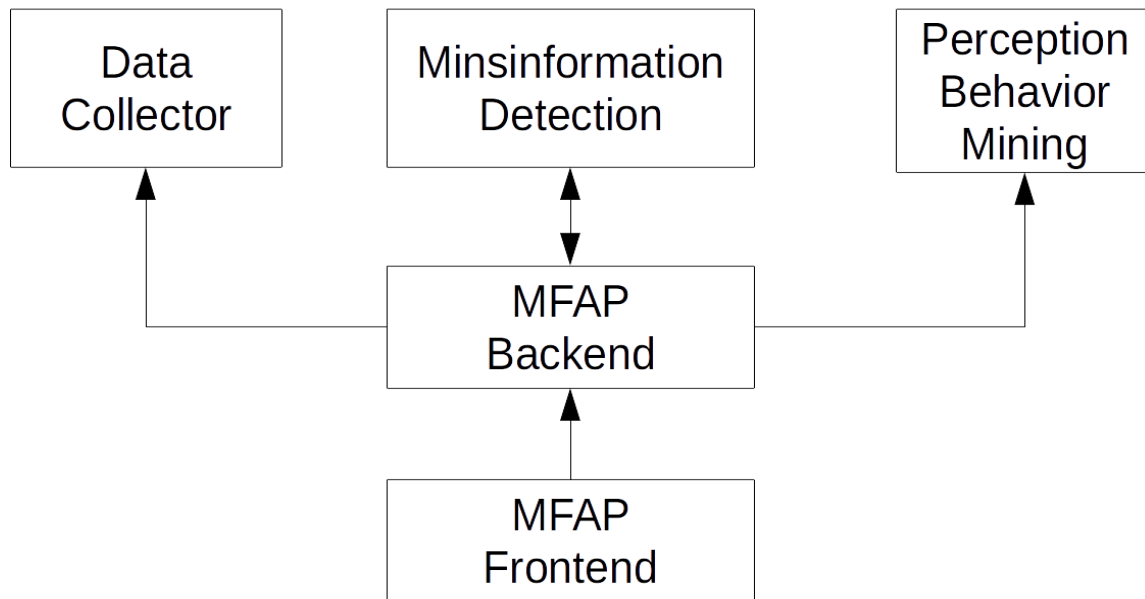 Data
Collector
Minsinformation
Detection
Perception
Behavior
Mining
MFAP
Backend
MFAP
Frontend